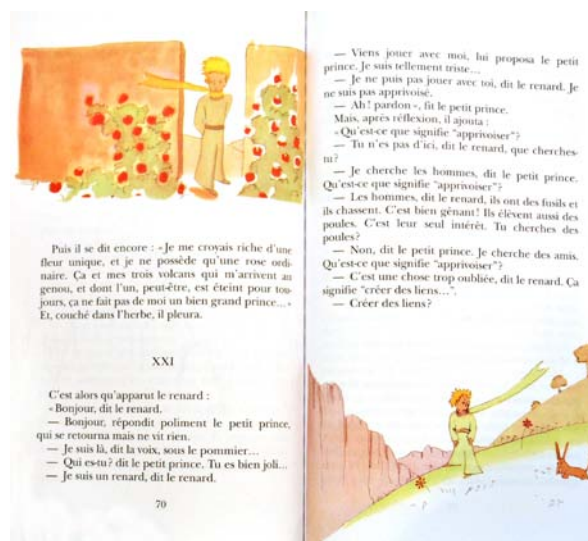 Puis il se dit encore : «Je me croyais riche d'une
fleur unique, et je ne possède qu'une rose ordi-
naire. Ça et mes trois volcans qui m'arrivent au
genou, et dont l'un, peut-être, est éteint pour tou-
jours, ça ne fait pas de moi un bien grand prince...»
Et, couché dans l'herbe, il pleura.
XXI
C'est alors qu'apparut le renard :
«Bonjour, dit le renard.
— Bonjour, répondit poliment le petit prince,
qui se retourna mais ne vit rien.
— Je suis là, dit la voix, sous le pommier...
— Qui es-tu? dit le petit prince. Tu es bien joli...
— Je suis un renard, dit le renard.
70
— Viens jouer avec moi, lui proposa le petit
prince. Je suis tellement triste...
— Je ne puis pas jouer avec toi, dit le renard. Je
ne suis pas apprivoisé.
— Ah! pardon», fit le petit prince.
Mais, après réflexion, il ajouta :
«Qu'est-ce que signifie "apprivoiser"?
— Tu n'es pas d'ici, dit le renard, que cherches-
tu?
— Je cherche les hommes, dit le petit prince.
Qu'est-ce que signifie "apprivoiser"?
— Les hommes, dit le renard, ils ont des fusils et
ils chassent. C'est bien gênant! Ils élèvent aussi des
poules. C'est leur seul intérêt. Tu cherches des
poules?
— Non, dit le petit prince. Je cherche des amis.
Qu'est-ce que signifie "apprivoiser"?
— C'est une chose trop oubliée, dit le renard. Ça
signifie "créer des liens...".
— Créer des liens?